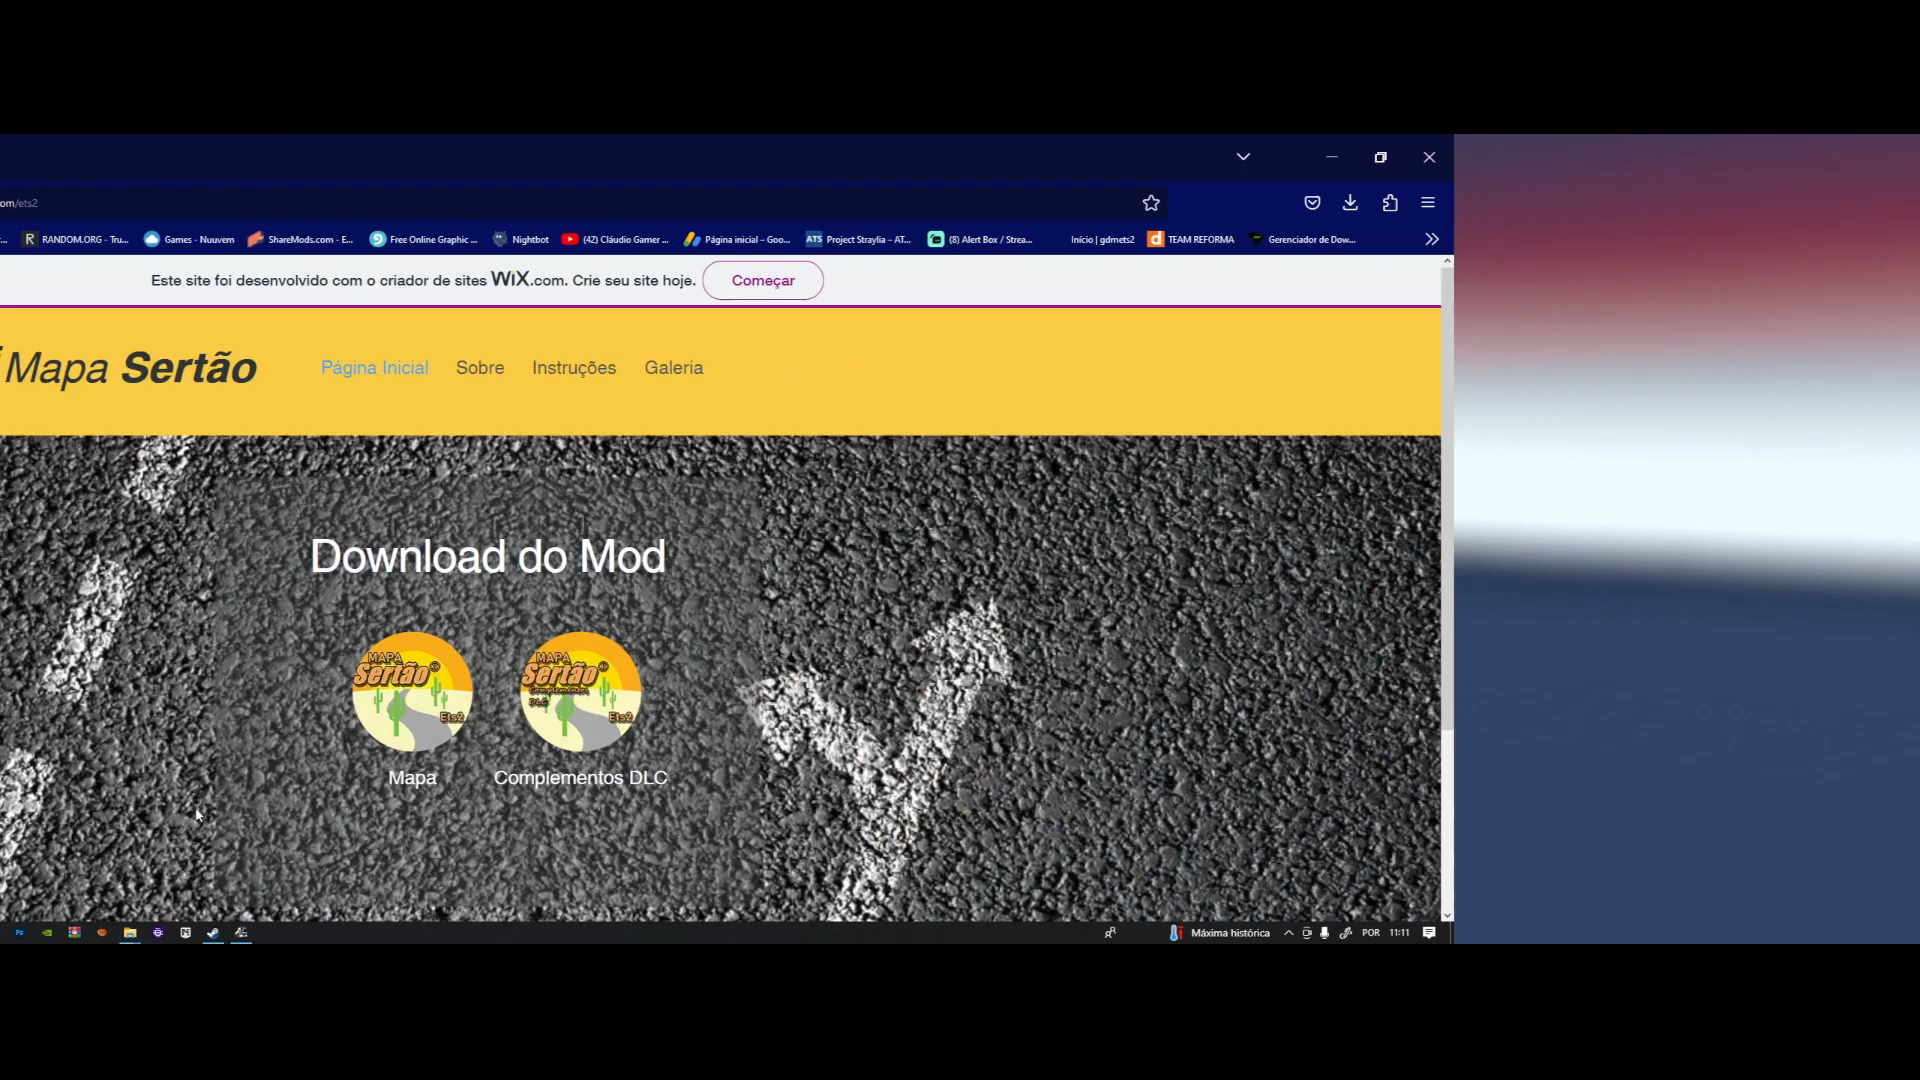 om/ets2
RANDOM.ORG - Tru...
Games - Nuuvem
ShareMods.com - E...
Free Online Graphic ...
Nightbot
(42) Cláudio Gamer ...
Página inicial – Goo...
ATS Project Straylia – AT...
(8) Alert Box / Strea...
Início | gdmets2
TEAM REFORMA
Gerenciador de Dow...
Este site foi desenvolvido com o criador de sites WiX.com. Crie seu site hoje.
Começar
Mapa Sertão
Página Inicial
Sobre
Instruções
Galeria
Download do Mod
MAPA
Sertão
Ets2
MAPA
Sertão
Complementos
DLC
Ets2
Mapa
Complementos DLC
Ps
Máxima histórica
POR
11:11